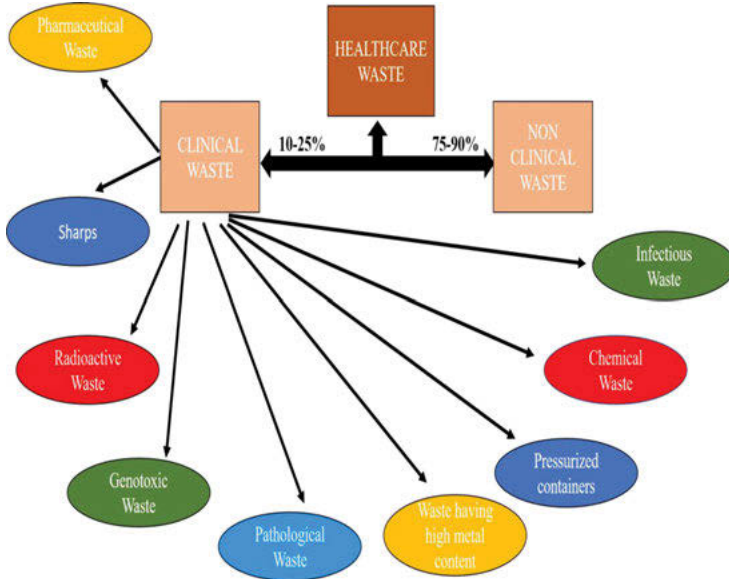 Pharmaceutical
Waste
HEALTHCARE
WASTE
CLINICAL
WASTE
10-25%
75-90%
NON
CLINICAL
WASTE
Sharps
Infectious
Waste
Radioactive
Waste
Chemical
Waste
Genotoxic
Waste
Pressurized
containers
Pathological
Waste
Waste having
high metal
content